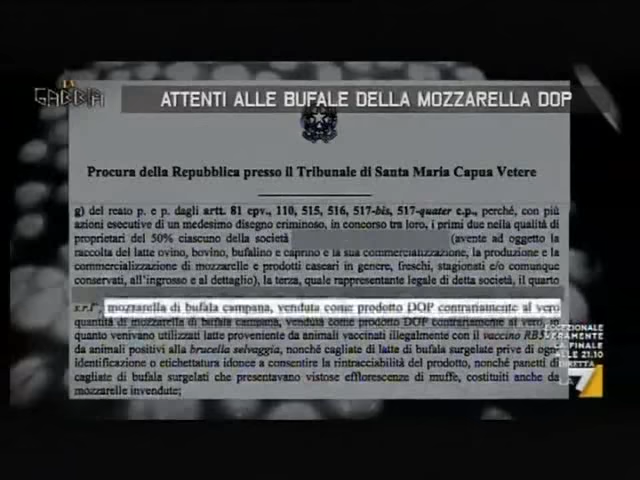 LA
GABBIA
ATTENTI ALLE BUFALE DELLA MOZZARELLA DOP
Procura della Repubblica presso il Tribunale di Santa Maria Capua Vetere
g) del reato p. e p. dagli artt. 81 cpv., 110, 515, 516, 517-bis, 517-quater c.p., perché, con più
azioni esecutive di un medesimo disegno criminoso, in concorso tra loro, i primi due nella qualità di
proprietari del 50% ciascuno della società (avente ad oggetto la
raccolta del latte ovino, bovino, bufalino e caprino e la sua commercializzazione, la produzione e la
commercializzazione di mozzarelle e prodotti caseari in genere, freschi, stagionati e/o comunque
conservati, all'ingrosso e al dettaglio), la terza, quale rappresentante legale di detta società, il quarto
s.r.l" mozzarella di bufala campana, venduta come prodotto DOP contrariamente al vero
quantità di mozzarella di bufala campana, venduta come prodotto DOP contrariamente al vero, in
quanto venivano utilizzati latte proveniente da animali vaccinati illegalmente con il vaccino RB5
da animali positivi alla brucella selvaggia, nonché cagliate di latte di bufala surgelate prive di ogni
identificazione o etichettatura idonee a consentire la rintracciabilità del prodotto, nonché panetti di
cagliate di bufala surgelati che presentavano vistose efflorescenze di muffe, costituiti anche da
mozzarelle invendute;
ECCEZIONALE
VERAMENTE
LA FINALE
ALLE 21.10
DIRETTA
LA7